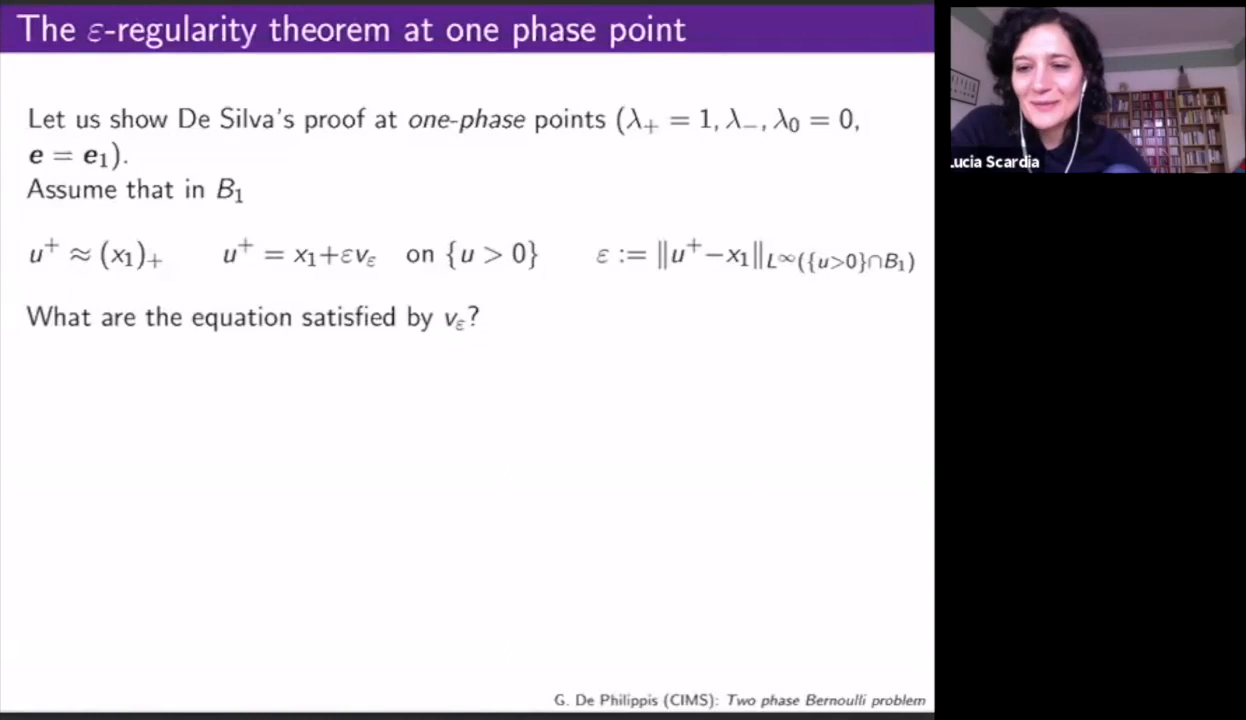 The ε-regularity theorem at one phase point
Let us show De Silva's proof at one-phase points (λ₊ = 1, λ₋, λ₀ = 0,
e = e₁).
Assume that in B₁
u⁺ ≈ (x₁)₊ u⁺ = x₁+εv_ε on {u > 0} ε := ∥u⁺−x₁∥_{L^∞({u>0}∩B₁)}
What are the equation satisfied by v_ε?
G. De Philippis (CIMS): Two phase Bernoulli problem
ucia Scardia